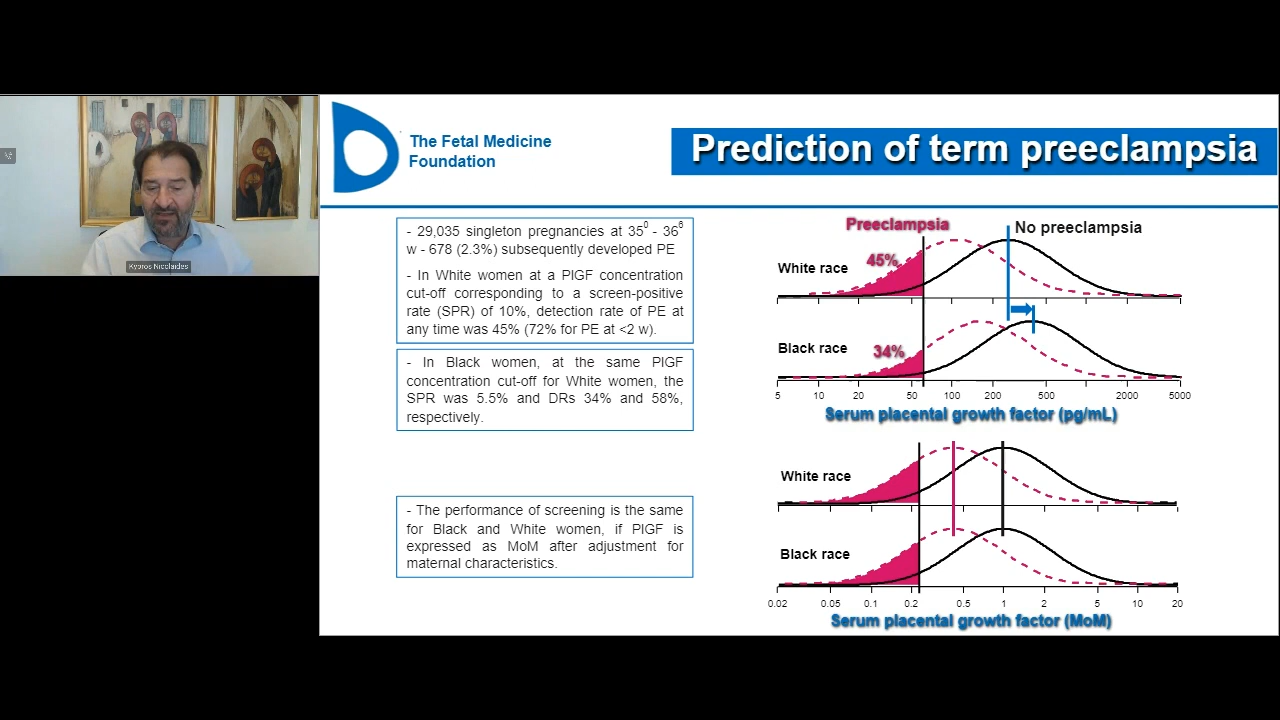 Kypros Nicolaides
The Fetal Medicine
Foundation
Prediction of term preeclampsia
- 29,035 singleton pregnancies at 35⁰ - 36⁶
w - 678 (2.3%) subsequently developed PE
- In White women at a PlGF concentration
cut-off corresponding to a screen-positive
rate (SPR) of 10%, detection rate of PE at
any time was 45% (72% for PE at <2 w).
- In Black women, at the same PlGF
concentration cut-off for White women, the
SPR was 5.5% and DRs 34% and 58%,
respectively.
- The performance of screening is the same
for Black and White women, if PlGF is
expressed as MoM after adjustment for
maternal characteristics.
Preeclampsia
No preeclampsia
White race
45%
Black race
34%
5 10 20 50 100 200 500 2000 5000
Serum placental growth factor (pg/mL)
White race
Black race
0.02 0.05 0.1 0.2 0.5 1 2 5 10 20
Serum placental growth factor (MoM)